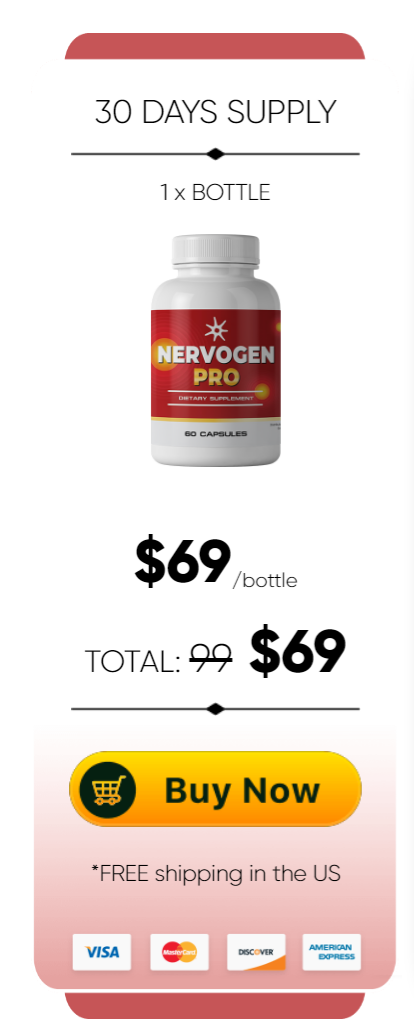 30 DAYS SUPPLY
1 x BOTTLE
NERVOGEN
PRO
DIETARY SUPPLEMENT
60 CAPSULES
$69/bottle
TOTAL: 99 $69
Buy Now
*FREE shipping in the US
VISA
MasterCard
DISCOVER
AMERICAN
EXPRESS